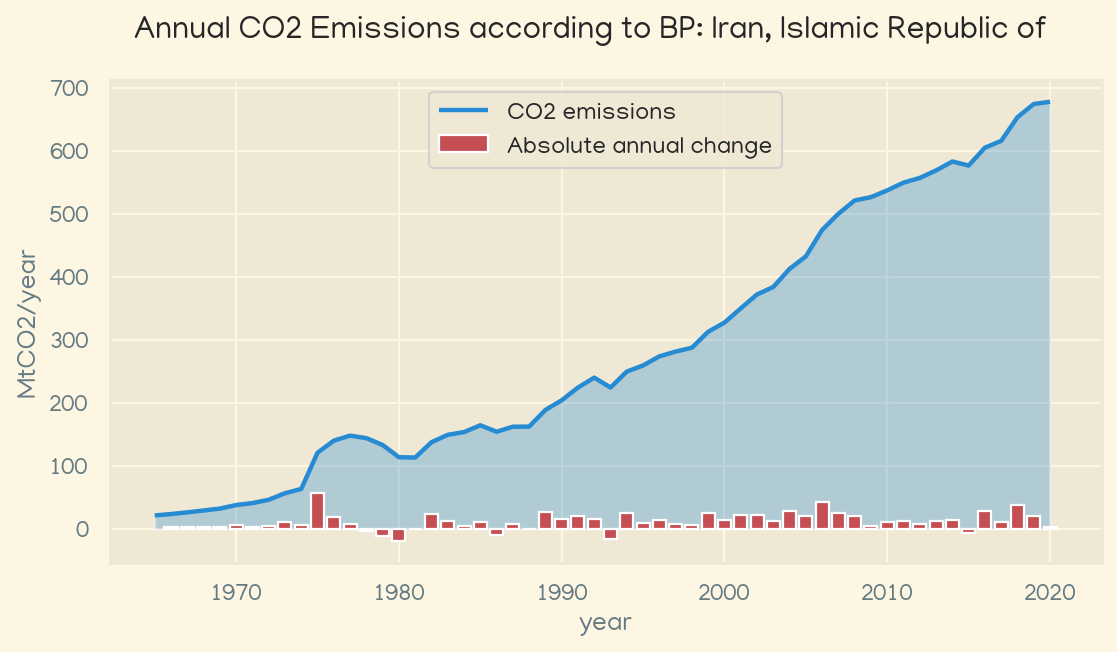 Annual CO2 Emissions according to BP: Iran, Islamic Republic of
CO2 emissions
Absolute annual change
MtCO2/year
700
600
500
400
300
200
100
0
1970 1980 1990 2000 2010 2020
year